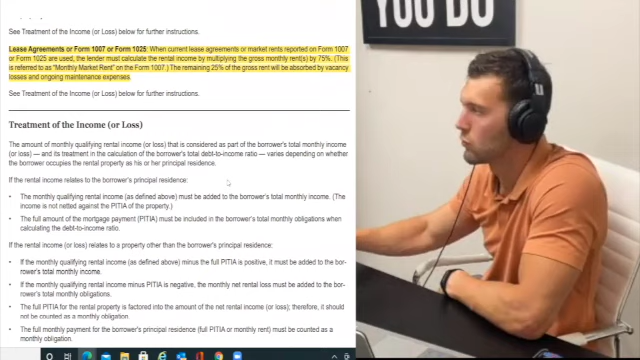 See Treatment of the Income (or Loss) below for further instructions.
Lease Agreements or Form 1007 or Form 1025: When current lease agreements or market rents reported on Form 1007
or Form 1025 are used, the lender must calculate the rental income by multiplying the gross monthly rent(s) by 75%. (This
is referred to as "Monthly Market Rent" on the Form 1007.) The remaining 25% of the gross rent will be absorbed by vacancy
losses and ongoing maintenance expenses.
See Treatment of the Income (or Loss) below for further instructions.
Treatment of the Income (or Loss)
The amount of monthly qualifying rental income (or loss) that is considered as part of the borrower's total monthly income
(or loss) — and its treatment in the calculation of the borrower's total debt-to-income ratio — varies depending on whether
the borrower occupies the rental property as his or her principal residence.
If the rental income relates to the borrower's principal residence:
• The monthly qualifying rental income (as defined above) must be added to the borrower's total monthly income. (The
income is not netted against the PITIA of the property.)
• The full amount of the mortgage payment (PITIA) must be included in the borrower's total monthly obligations when
calculating the debt-to-income ratio.
If the rental income (or loss) relates to a property other than the borrower's principal residence:
• If the monthly qualifying rental income (as defined above) minus the full PITIA is positive, it must be added to the bor-
rower's total monthly income.
• If the monthly qualifying rental income minus PITIA is negative, the monthly net rental loss must be added to the bor-
rower's total monthly obligations.
• The full PITIA for the rental property is factored into the amount of the net rental income (or loss); therefore, it should
not be counted as a monthly obligation.
• The full monthly payment for the borrower's principal residence (full PITIA or monthly rent) must be counted as a
monthly obligation.
YOU DO